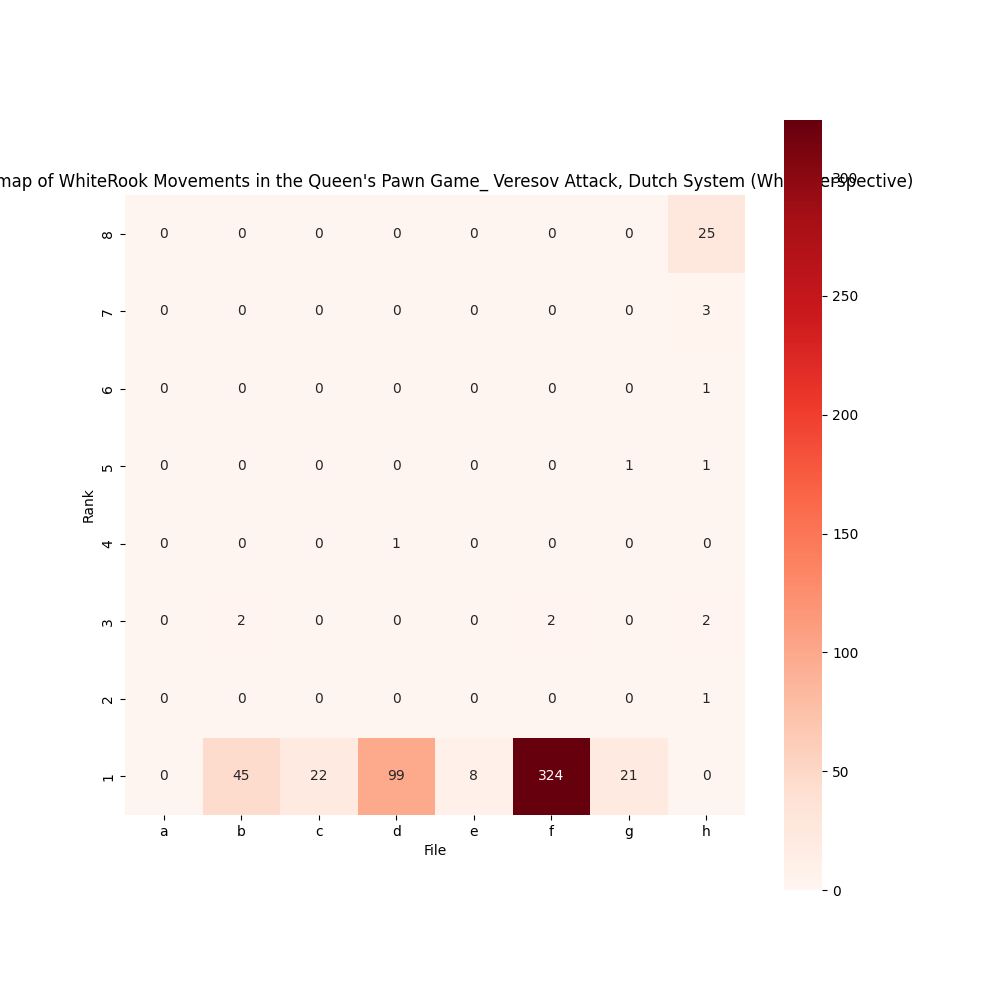 map of WhiteRook Movements in the Queen's Pawn Game_ Veresov Attack, Dutch System (Wh erspective)
300
8 0 0 0 0 0 0 0 25
7 0 0 0 0 0 0 0 3
250
6 0 0 0 0 0 0 0 1
200
5 0 0 0 0 0 0 1 1
Rank
150
4 0 0 0 1 0 0 0 0
3 0 2 0 0 0 2 0 2
100
2 0 0 0 0 0 0 0 1
50
1 0 45 22 99 8 324 21 0
a b c d e f g h
File
0